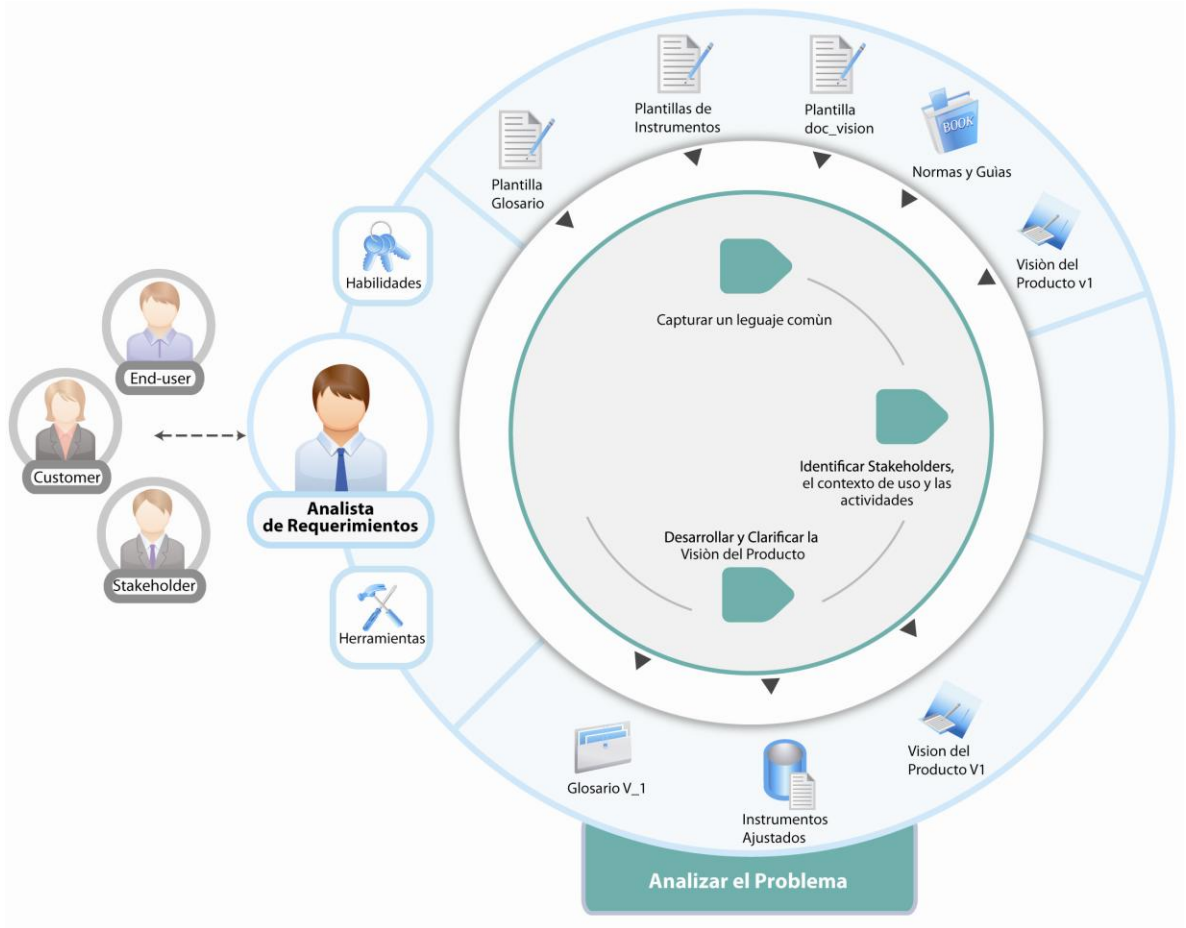 Plantillas de
Instrumentos
Plantilla
doc_vision
BOOK
Normas y Guìas
Plantilla
Glosario
Visiòn del
Producto v1
Habilidades
Capturar un leguaje comùn
End-user
Customer
Stakeholder
Analista
de Requerimientos
Identificar Stakeholders,
el contexto de uso y las
actividades
Desarrollar y Clarificar la
Visiòn del Producto
Herramientas
Glosario V_1
Instrumentos
Ajustados
Vision del
Producto V1
Analizar el Problema